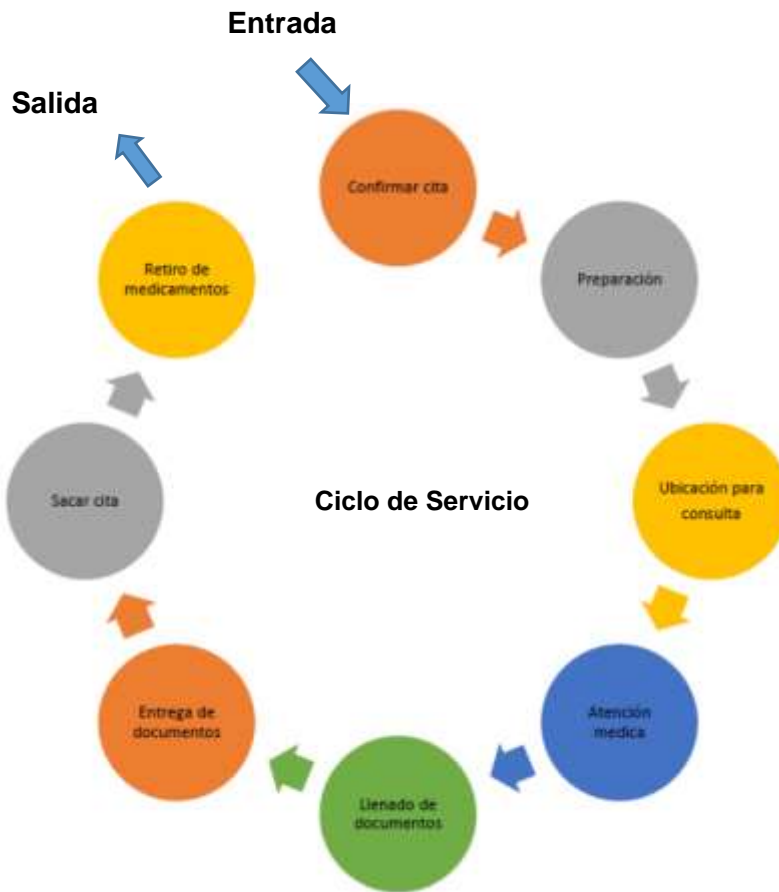 Entrada
Salida
Confirmar cita
Preparación
Ubicación para
consulta
Atención
medica
Llenado de
documentos
Entrega de
documentos
Sacar cita
Retiro de
medicamentos
Ciclo de Servicio